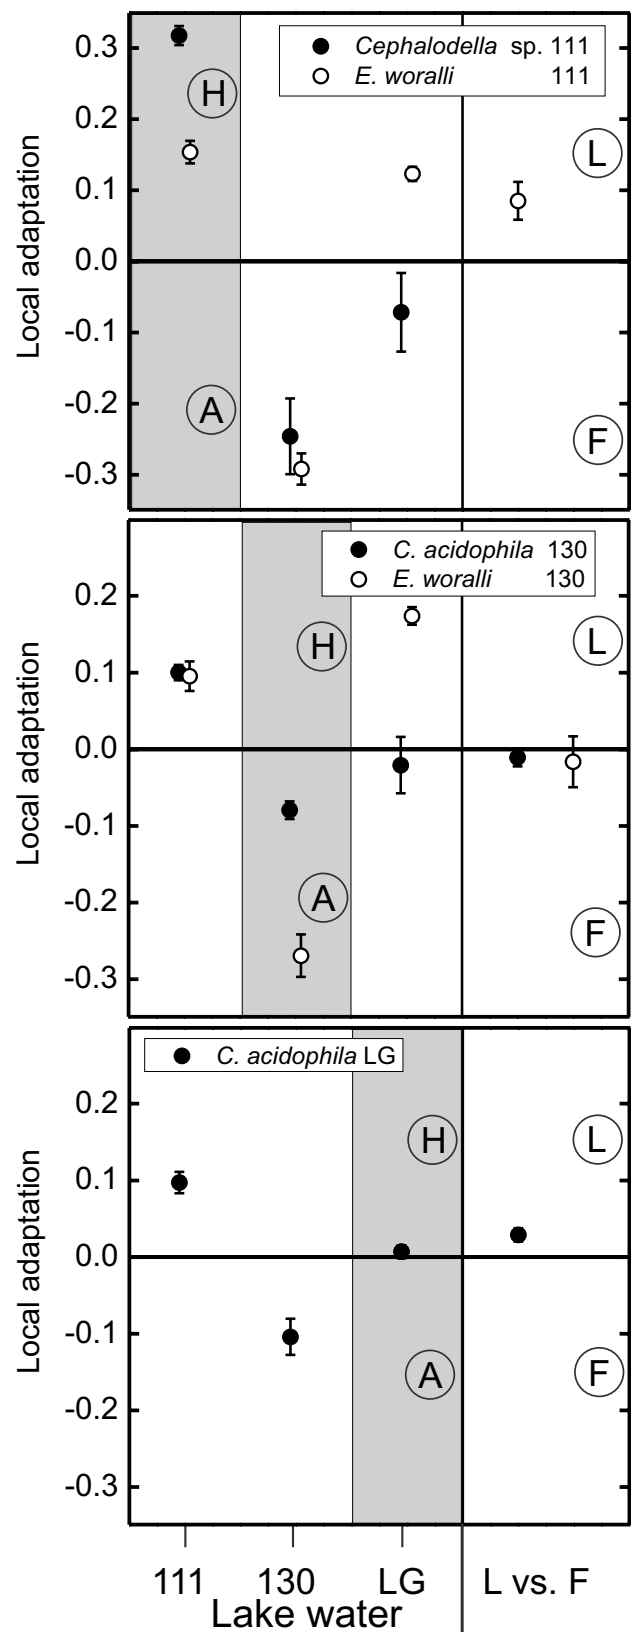 Local adaptation
0.3
0.2
0.1
0.0
-0.1
-0.2
-0.3
Cephalodella sp. 111
E. woralli 111
H
L
A
F
Local adaptation
0.2
0.1
0.0
-0.1
-0.2
-0.3
C. acidophila 130
E. woralli 130
H
L
A
F
Local adaptation
0.2
0.1
0.0
-0.1
-0.2
-0.3
C. acidophila LG
H
L
A
F
111 130 LG L vs. F
Lake water